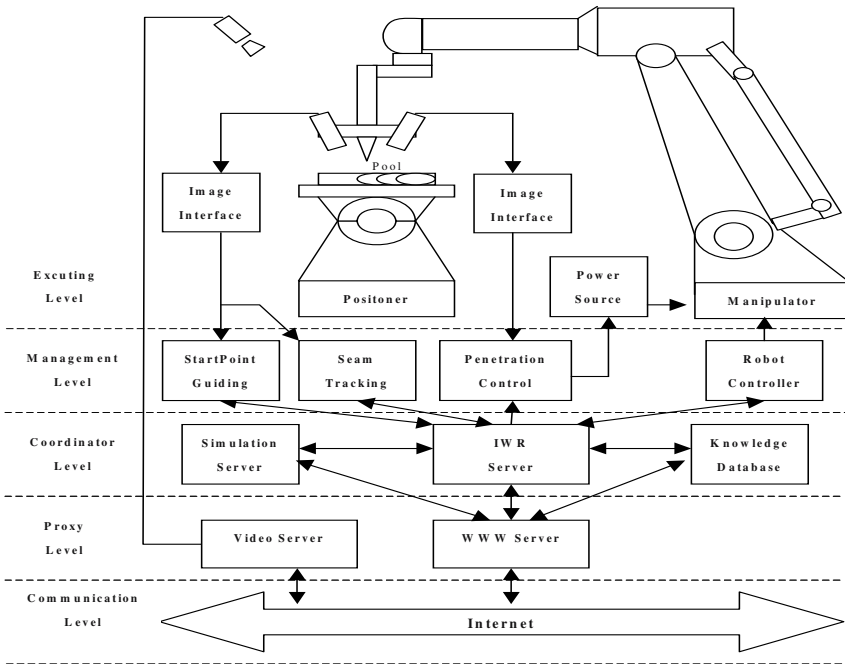 Pool
Image
Interface
Image
Interface
Excuting
Level
Positoner
Power
Source
Manipulator
Management
Level
StartPoint
Guiding
Seam
Tracking
Penetration
Control
Robot
Controller
Coordinator
Level
Simulation
Server
IWR
Server
Knowledge
Database
Proxy
Level
Video Server
WWW Server
Communication
Level
Internet